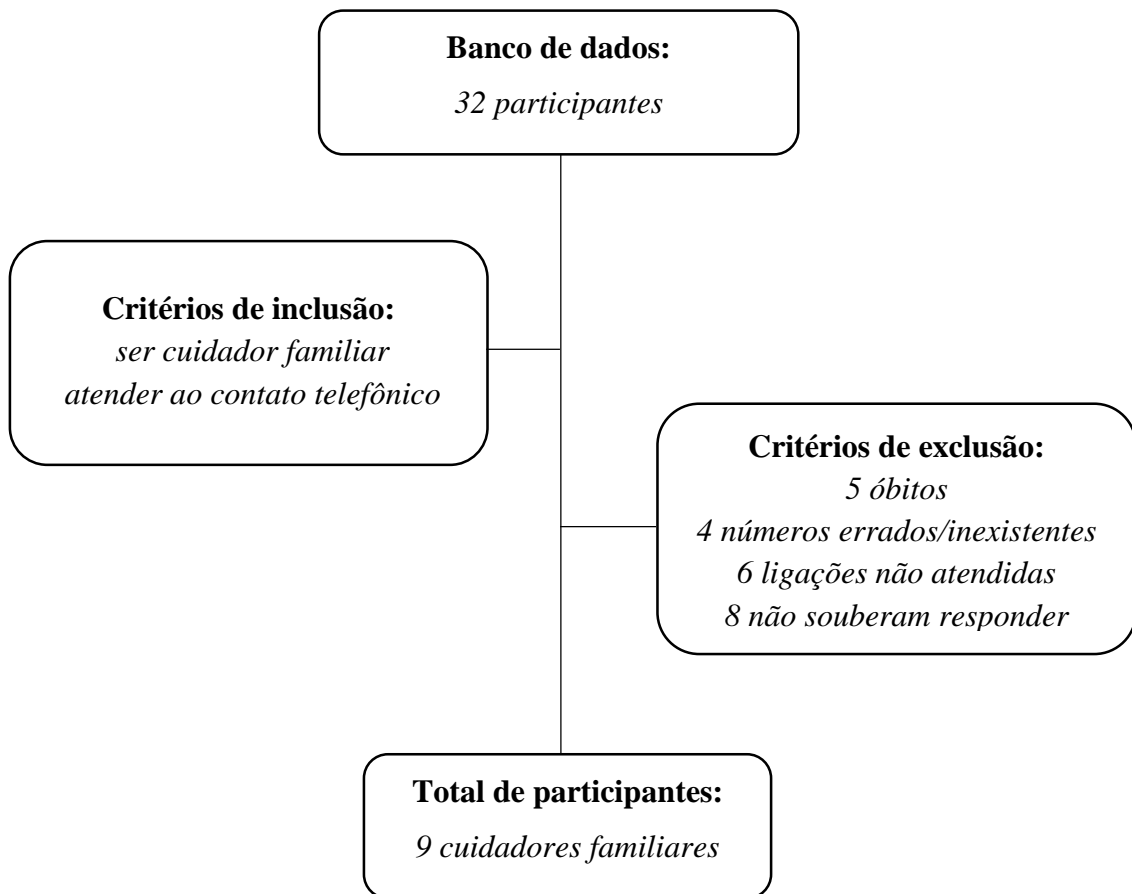 Banco de dados:
32 participantes
Critérios de inclusão:
ser cuidador familiar
atender ao contato telefônico
Critérios de exclusão:
5 óbitos
4 números errados/inexistentes
6 ligações não atendidas
8 não souberam responder
Total de participantes:
9 cuidadores familiares